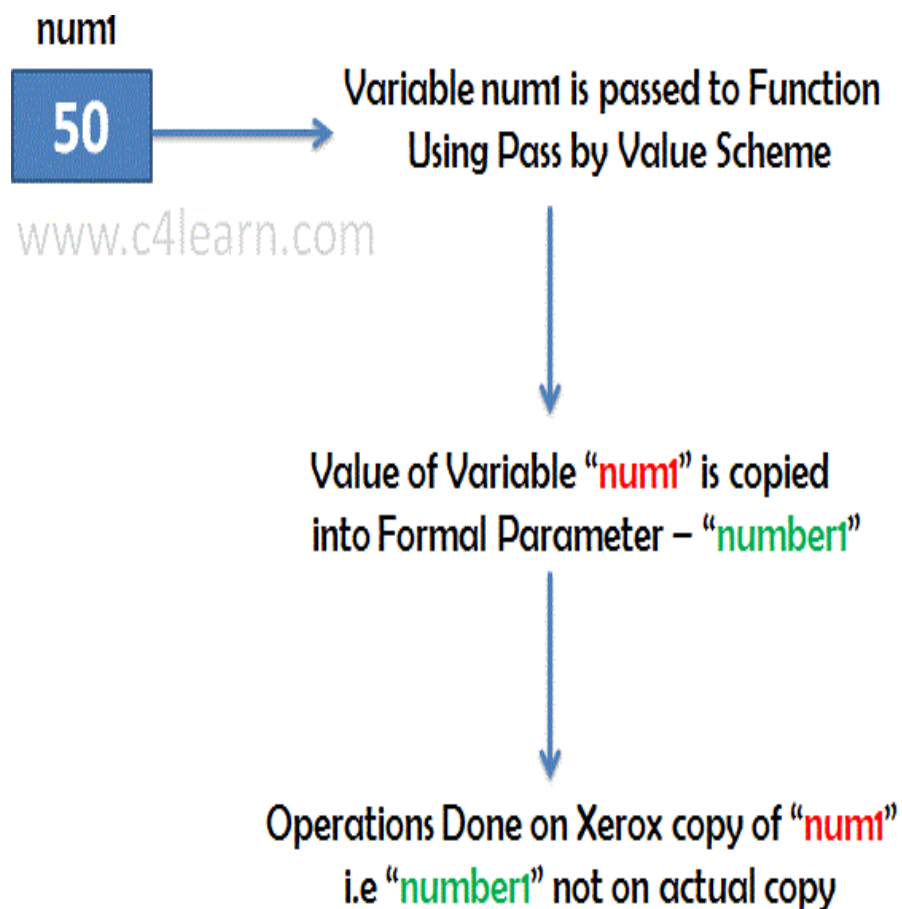 num1
50
Variable num1 is passed to Function
Using Pass by Value Scheme
www.c4learn.com
Value of Variable “num1” is copied
into Formal Parameter – “number1”
Operations Done on Xerox copy of “num1”
i.e “number1” not on actual copy